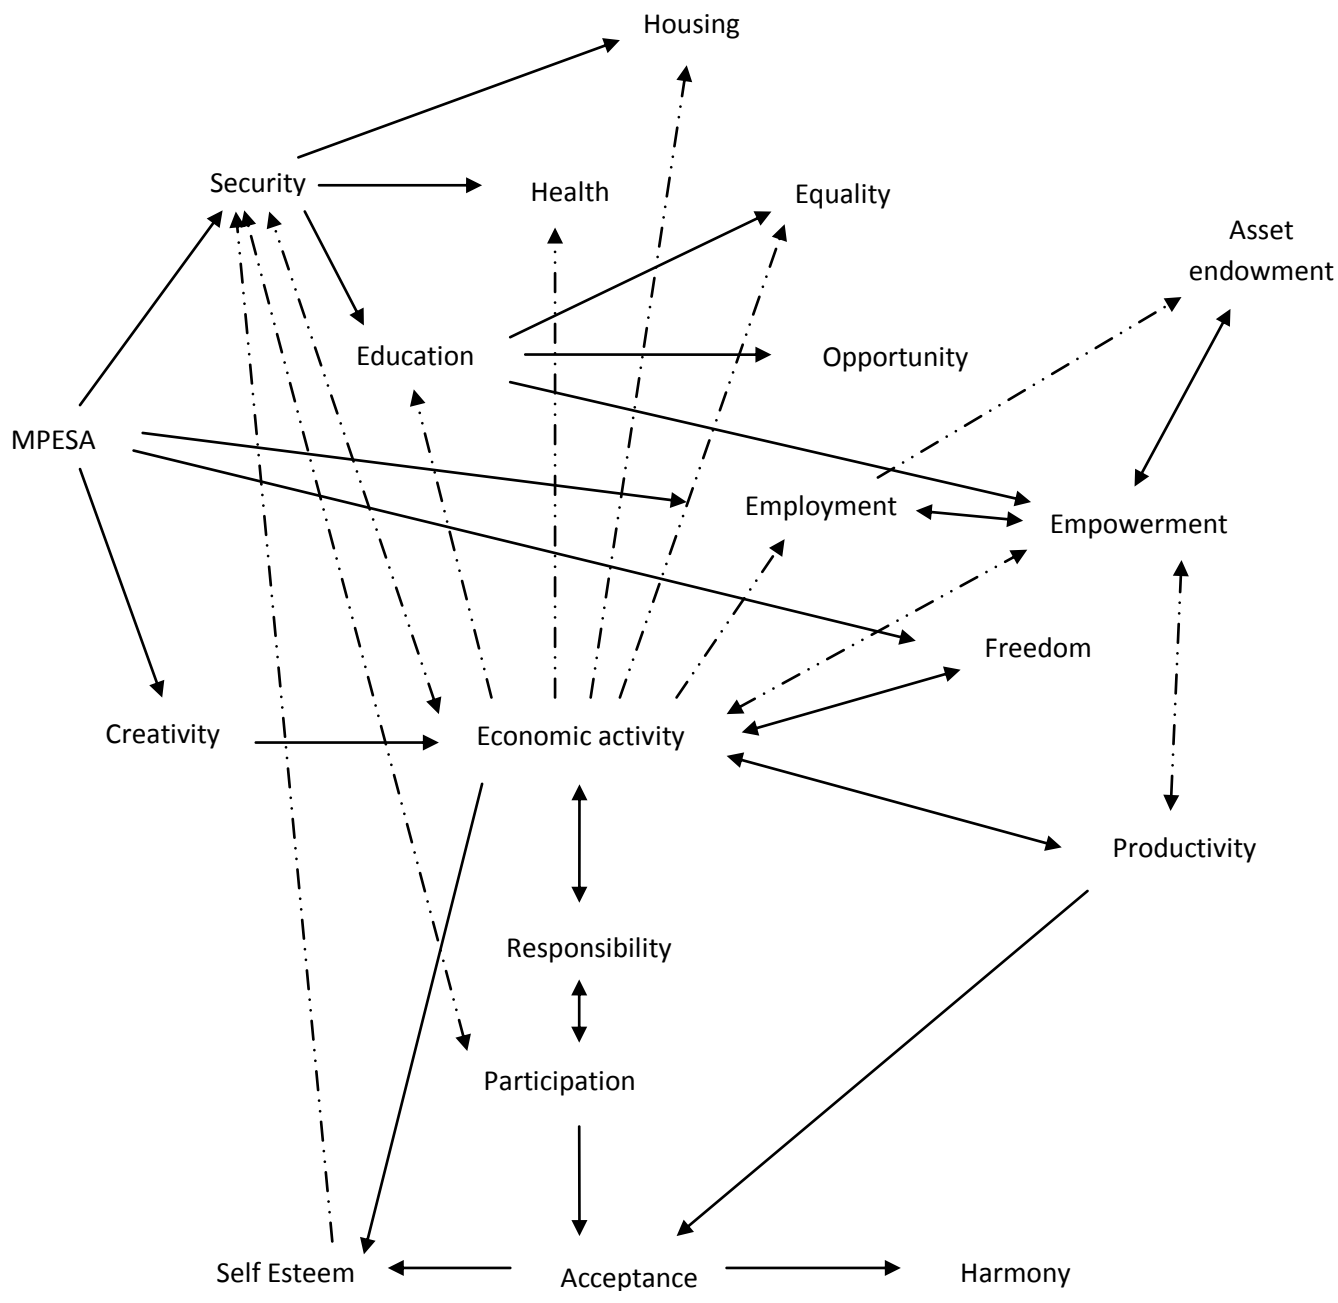 Housing
Security
Health
Equality
Asset
endowment
Education
Opportunity
MPESA
Employment
Empowerment
Freedom
Creativity
Economic activity
Productivity
Responsibility
Participation
Self Esteem
Acceptance
Harmony